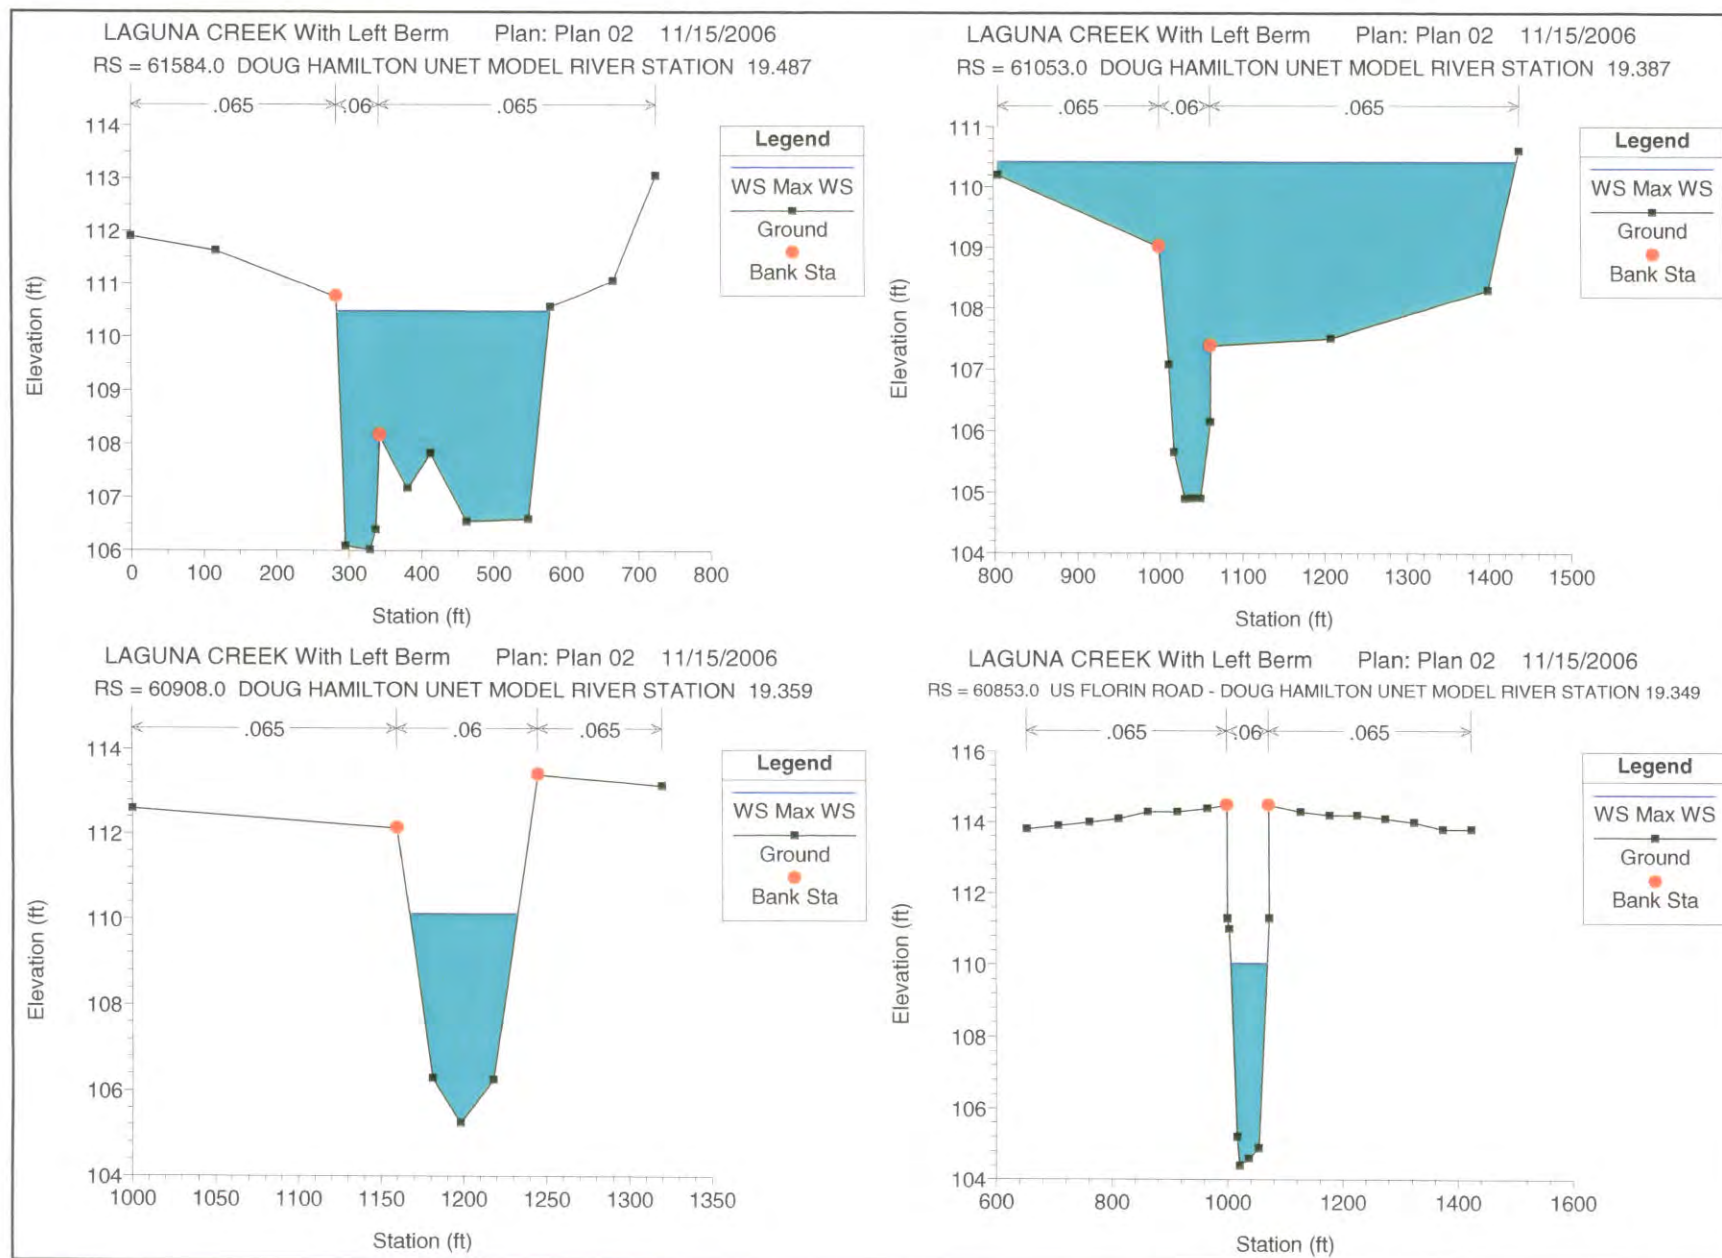 LAGUNA CREEK With Left Berm Plan: Plan 02 11/15/2006
RS = 61584.0 DOUG HAMILTON UNET MODEL RIVER STATION 19.487
.065 .06 .065
114
113
112
111
110
109
108
107
106
Elevation (ft)
0 100 200 300 400 500 600 700 800
Station (ft)
Legend
WS Max WS
Ground
Bank Sta
LAGUNA CREEK With Left Berm Plan: Plan 02 11/15/2006
RS = 61053.0 DOUG HAMILTON UNET MODEL RIVER STATION 19.387
.065 .06 .065
111
110
109
108
107
106
105
104
Elevation (ft)
800 900 1000 1100 1200 1300 1400 1500
Station (ft)
Legend
WS Max WS
Ground
Bank Sta
LAGUNA CREEK With Left Berm Plan: Plan 02 11/15/2006
RS = 60908.0 DOUG HAMILTON UNET MODEL RIVER STATION 19.359
.065 .06 .065
114
112
110
108
106
104
Elevation (ft)
1000 1050 1100 1150 1200 1250 1300 1350
Station (ft)
Legend
WS Max WS
Ground
Bank Sta
LAGUNA CREEK With Left Berm Plan: Plan 02 11/15/2006
RS = 60853.0 US FLORIN ROAD - DOUG HAMILTON UNET MODEL RIVER STATION 19.349
.065 .06 .065
116
114
112
110
108
106
104
Elevation (ft)
600 800 1000 1200 1400 1600
Station (ft)
Legend
WS Max WS
Ground
Bank Sta